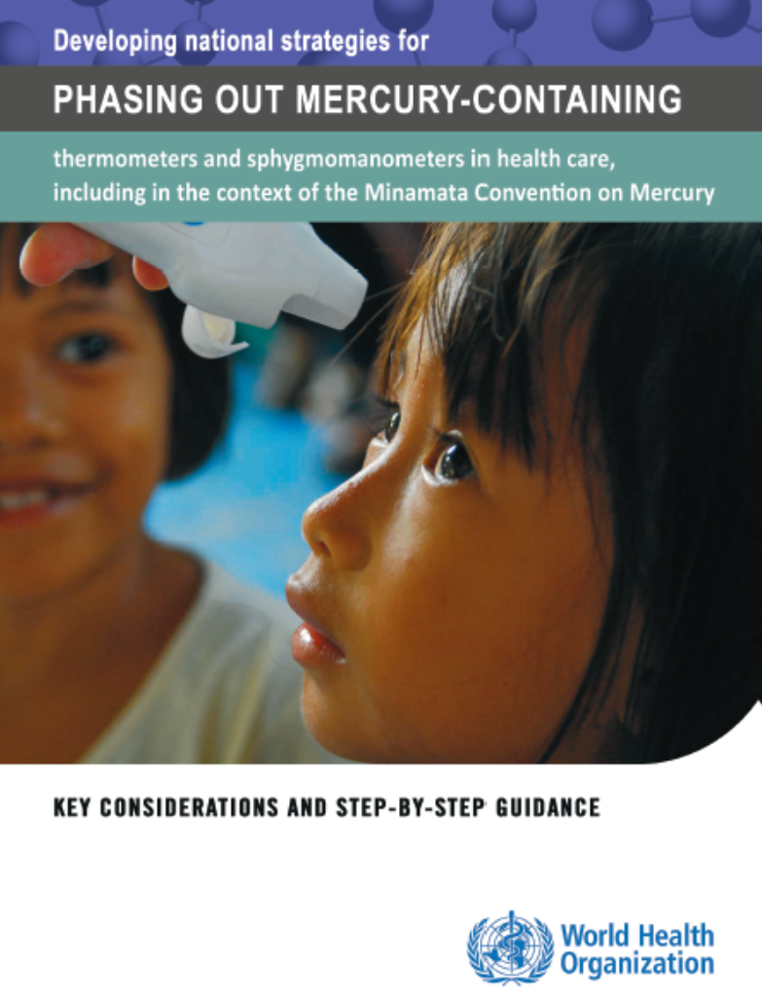 Developing national strategies for
PHASING OUT MERCURY-CONTAINING
thermometers and sphygmomanometers in health care,
including in the context of the Minamata Convention on Mercury
KEY CONSIDERATIONS AND STEP-BY-STEP GUIDANCE
World Health
Organization